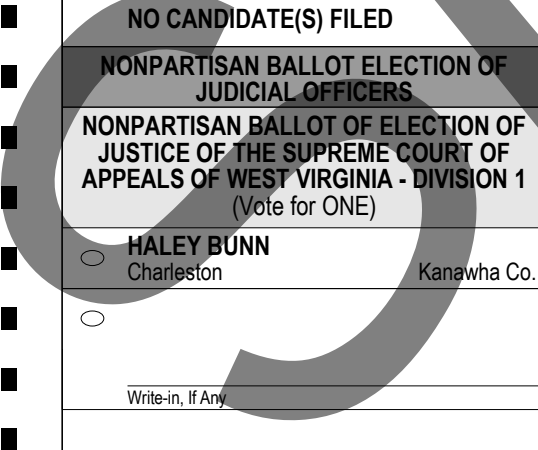 NO CANDIDATE(S) FILED
NONPARTISAN BALLOT ELECTION OF
JUDICIAL OFFICERS
NONPARTISAN BALLOT OF ELECTION OF
JUSTICE OF THE SUPREME COURT OF
APPEALS OF WEST VIRGINIA - DIVISION 1
(Vote for ONE)
HALEY BUNN
Charleston Kanawha Co.
Write-in, If Any